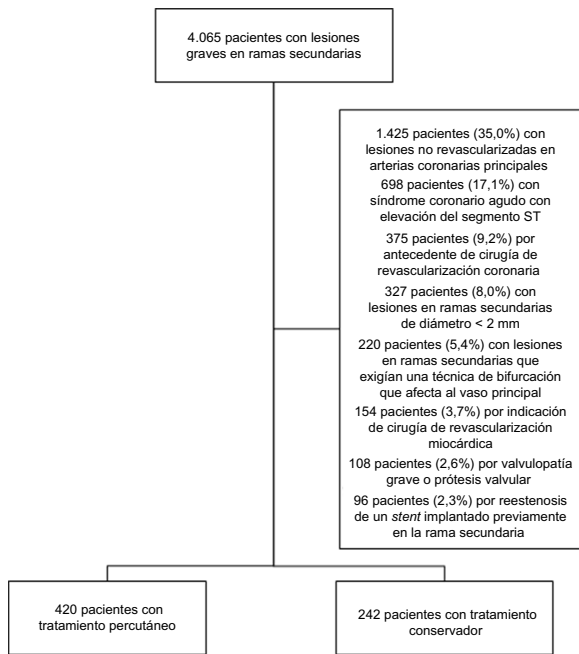 4.065 pacientes con lesiones
graves en ramas secundarias
1.425 pacientes (35,0%) con
lesiones no revascularizadas en
arterias coronarias principales
698 pacientes (17,1%) con
síndrome coronario agudo con
elevación del segmento ST
375 pacientes (9,2%) por
antecedente de cirugía de
revascularización coronaria
327 pacientes (8,0%) con
lesiones en ramas secundarias
de diámetro < 2 mm
220 pacientes (5,4%) con lesiones
en ramas secundarias que
exigían una técnica de bifurcación
que afecta al vaso principal
154 pacientes (3,7%) por indicación
de cirugía de revascularización
miocárdica
108 pacientes (2,6%) por valvulopatía
grave o prótesis valvular
96 pacientes (2,3%) por reestenosis
de un stent implantado previamente
en la rama secundaria
420 pacientes con
tratamiento percutáneo
242 pacientes con tratamiento
conservador